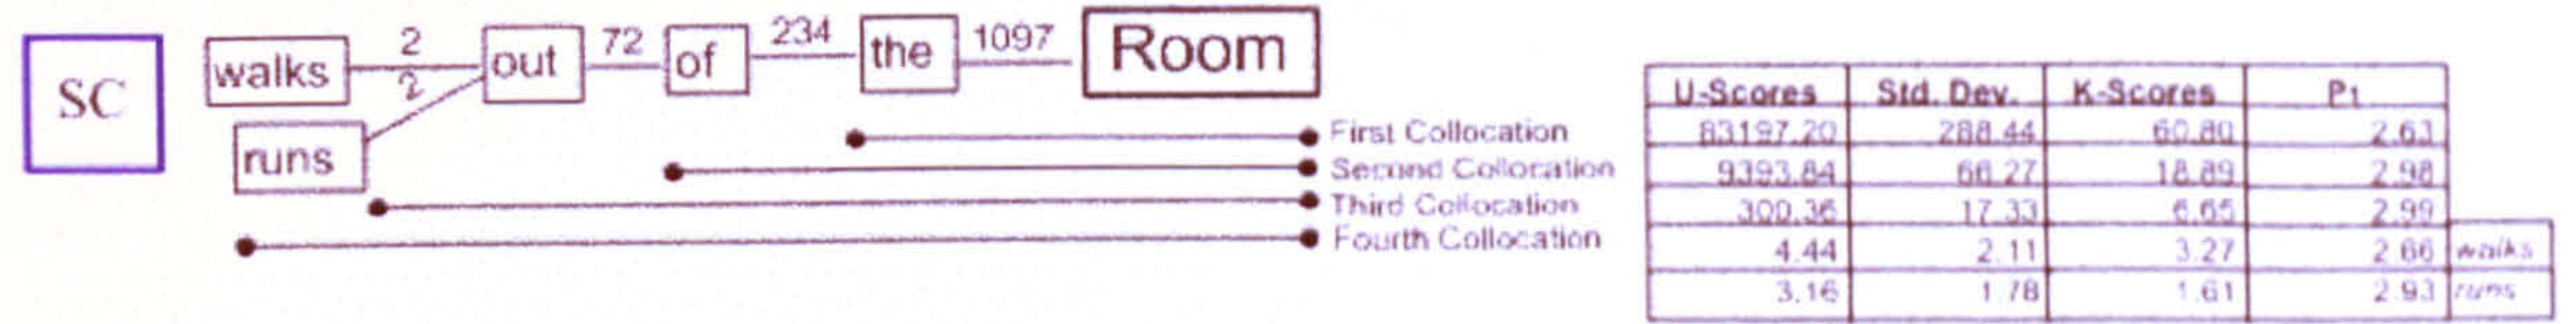 SC
walks 2 out 72 of 234 the 1097 Room
2
runs
First Collocation
Second Collocation
Third Collocation
Fourth Collocation
U-Scores Std. Dev. K-Scores P1
83197.20 288.44 60.80 2.63
9393.84 66.27 18.89 2.98
300.36 17.33 6.65 2.99
4.44 2.11 3.27 2.66 walks
3.16 1.78 1.61 2.93 runs